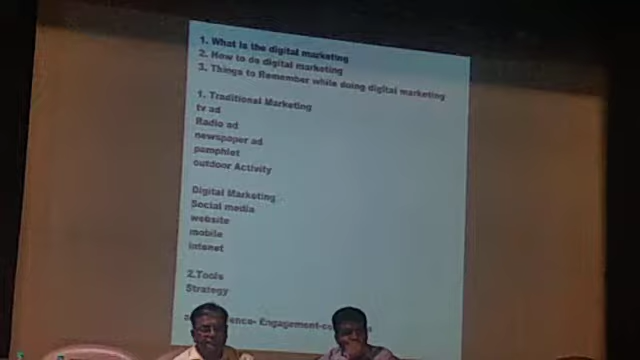 1. What is the digital marketing
2. How to do digital marketing
3. Things to Remember while doing digital marketing
1. Traditional Marketing
tv ad
Radio ad
newspaper ad
pamphlet
outdoor Activity
Digital Marketing
Social media
website
mobile
intenet
2.Tools
Strategy
Engagement-